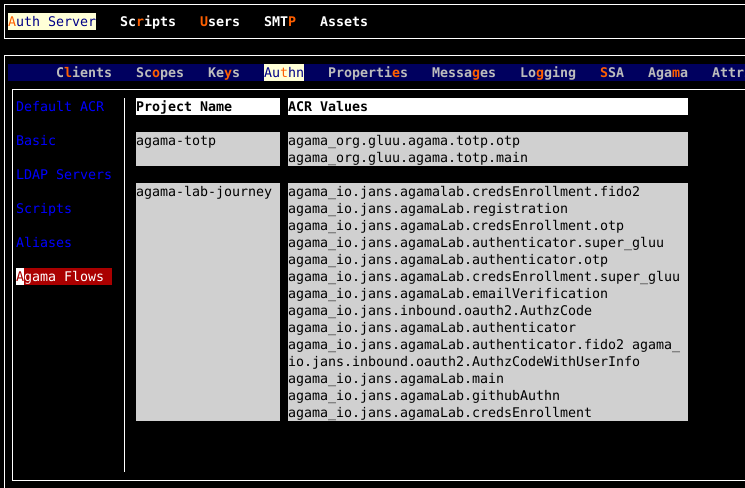 Auth Server Scripts Users SMTP Assets
Clients Scopes Keys Authn Properties Messages Logging SSA Agama Attr
Default ACR
Basic
LDAP Servers
Scripts
Aliases
Agama Flows
Project Name ACR Values
agama-totp agama_org.gluu.agama.totp.otp
agama_org.gluu.agama.totp.main
agama-lab-journey agama_io.jans.agamalab.credsEnrollment.fido2
agama_io.jans.agamaLab.registration
agama_io.jans.agamaLab.credsEnrollment.otp
agama_io.jans.agamaLab.authenticator.super_gluu
agama_io.jans.agamaLab.authenticator.otp
agama_io.jans.agamaLab.credsEnrollment.super_gluu
agama_io.jans.agamaLab.emailVerification
agama_io.jans.inbound.oauth2.AuthzCode
agama_io.jans.agamaLab.authenticator
agama_io.jans.agamaLab.authenticator.fido2 agama_
io.jans.inbound.oauth2.AuthzCodeWithUserInfo
agama_io.jans.agamaLab.main
agama_io.jans.agamaLab.githubAuthn
agama_io.jans.agamaLab.credsEnrollment